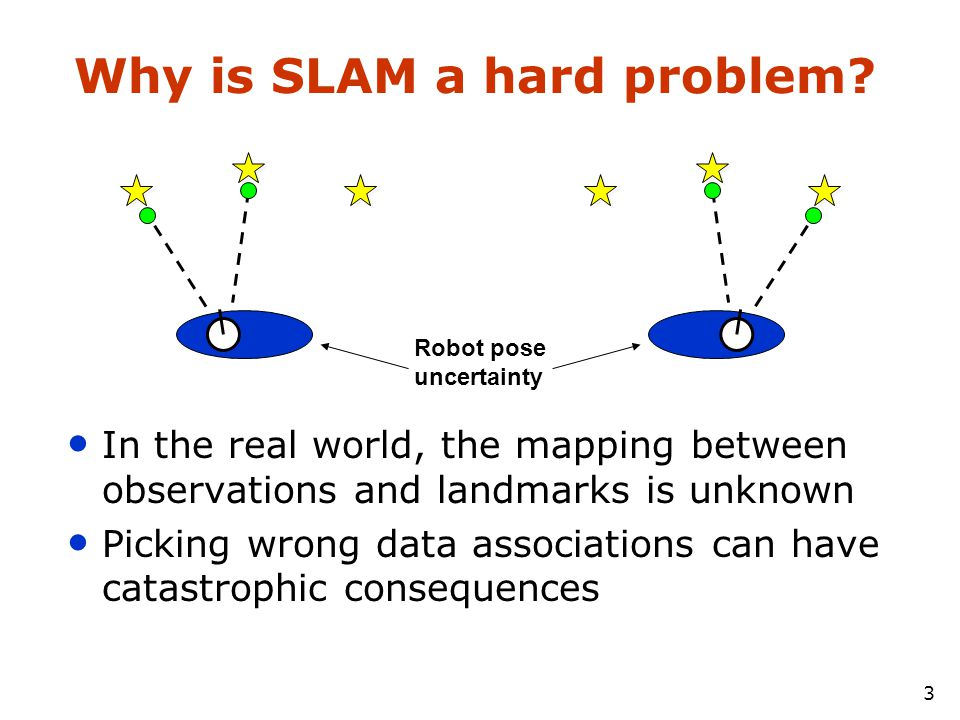 Why is SLAM a hard problem?
Robot pose
uncertainty
• In the real world, the mapping between
observations and landmarks is unknown
• Picking wrong data associations can have
catastrophic consequences
3